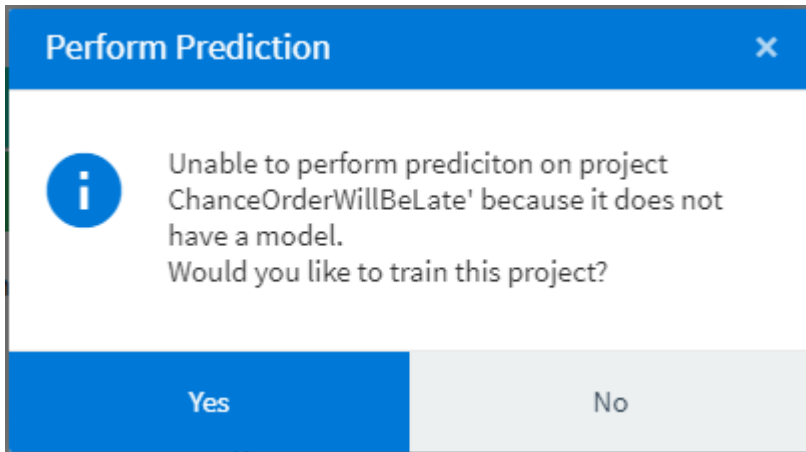 Perform Prediction
Unable to perform prediciton on project
ChanceOrderWillBeLate' because it does not
have a model.
Would you like to train this project?
Yes
No